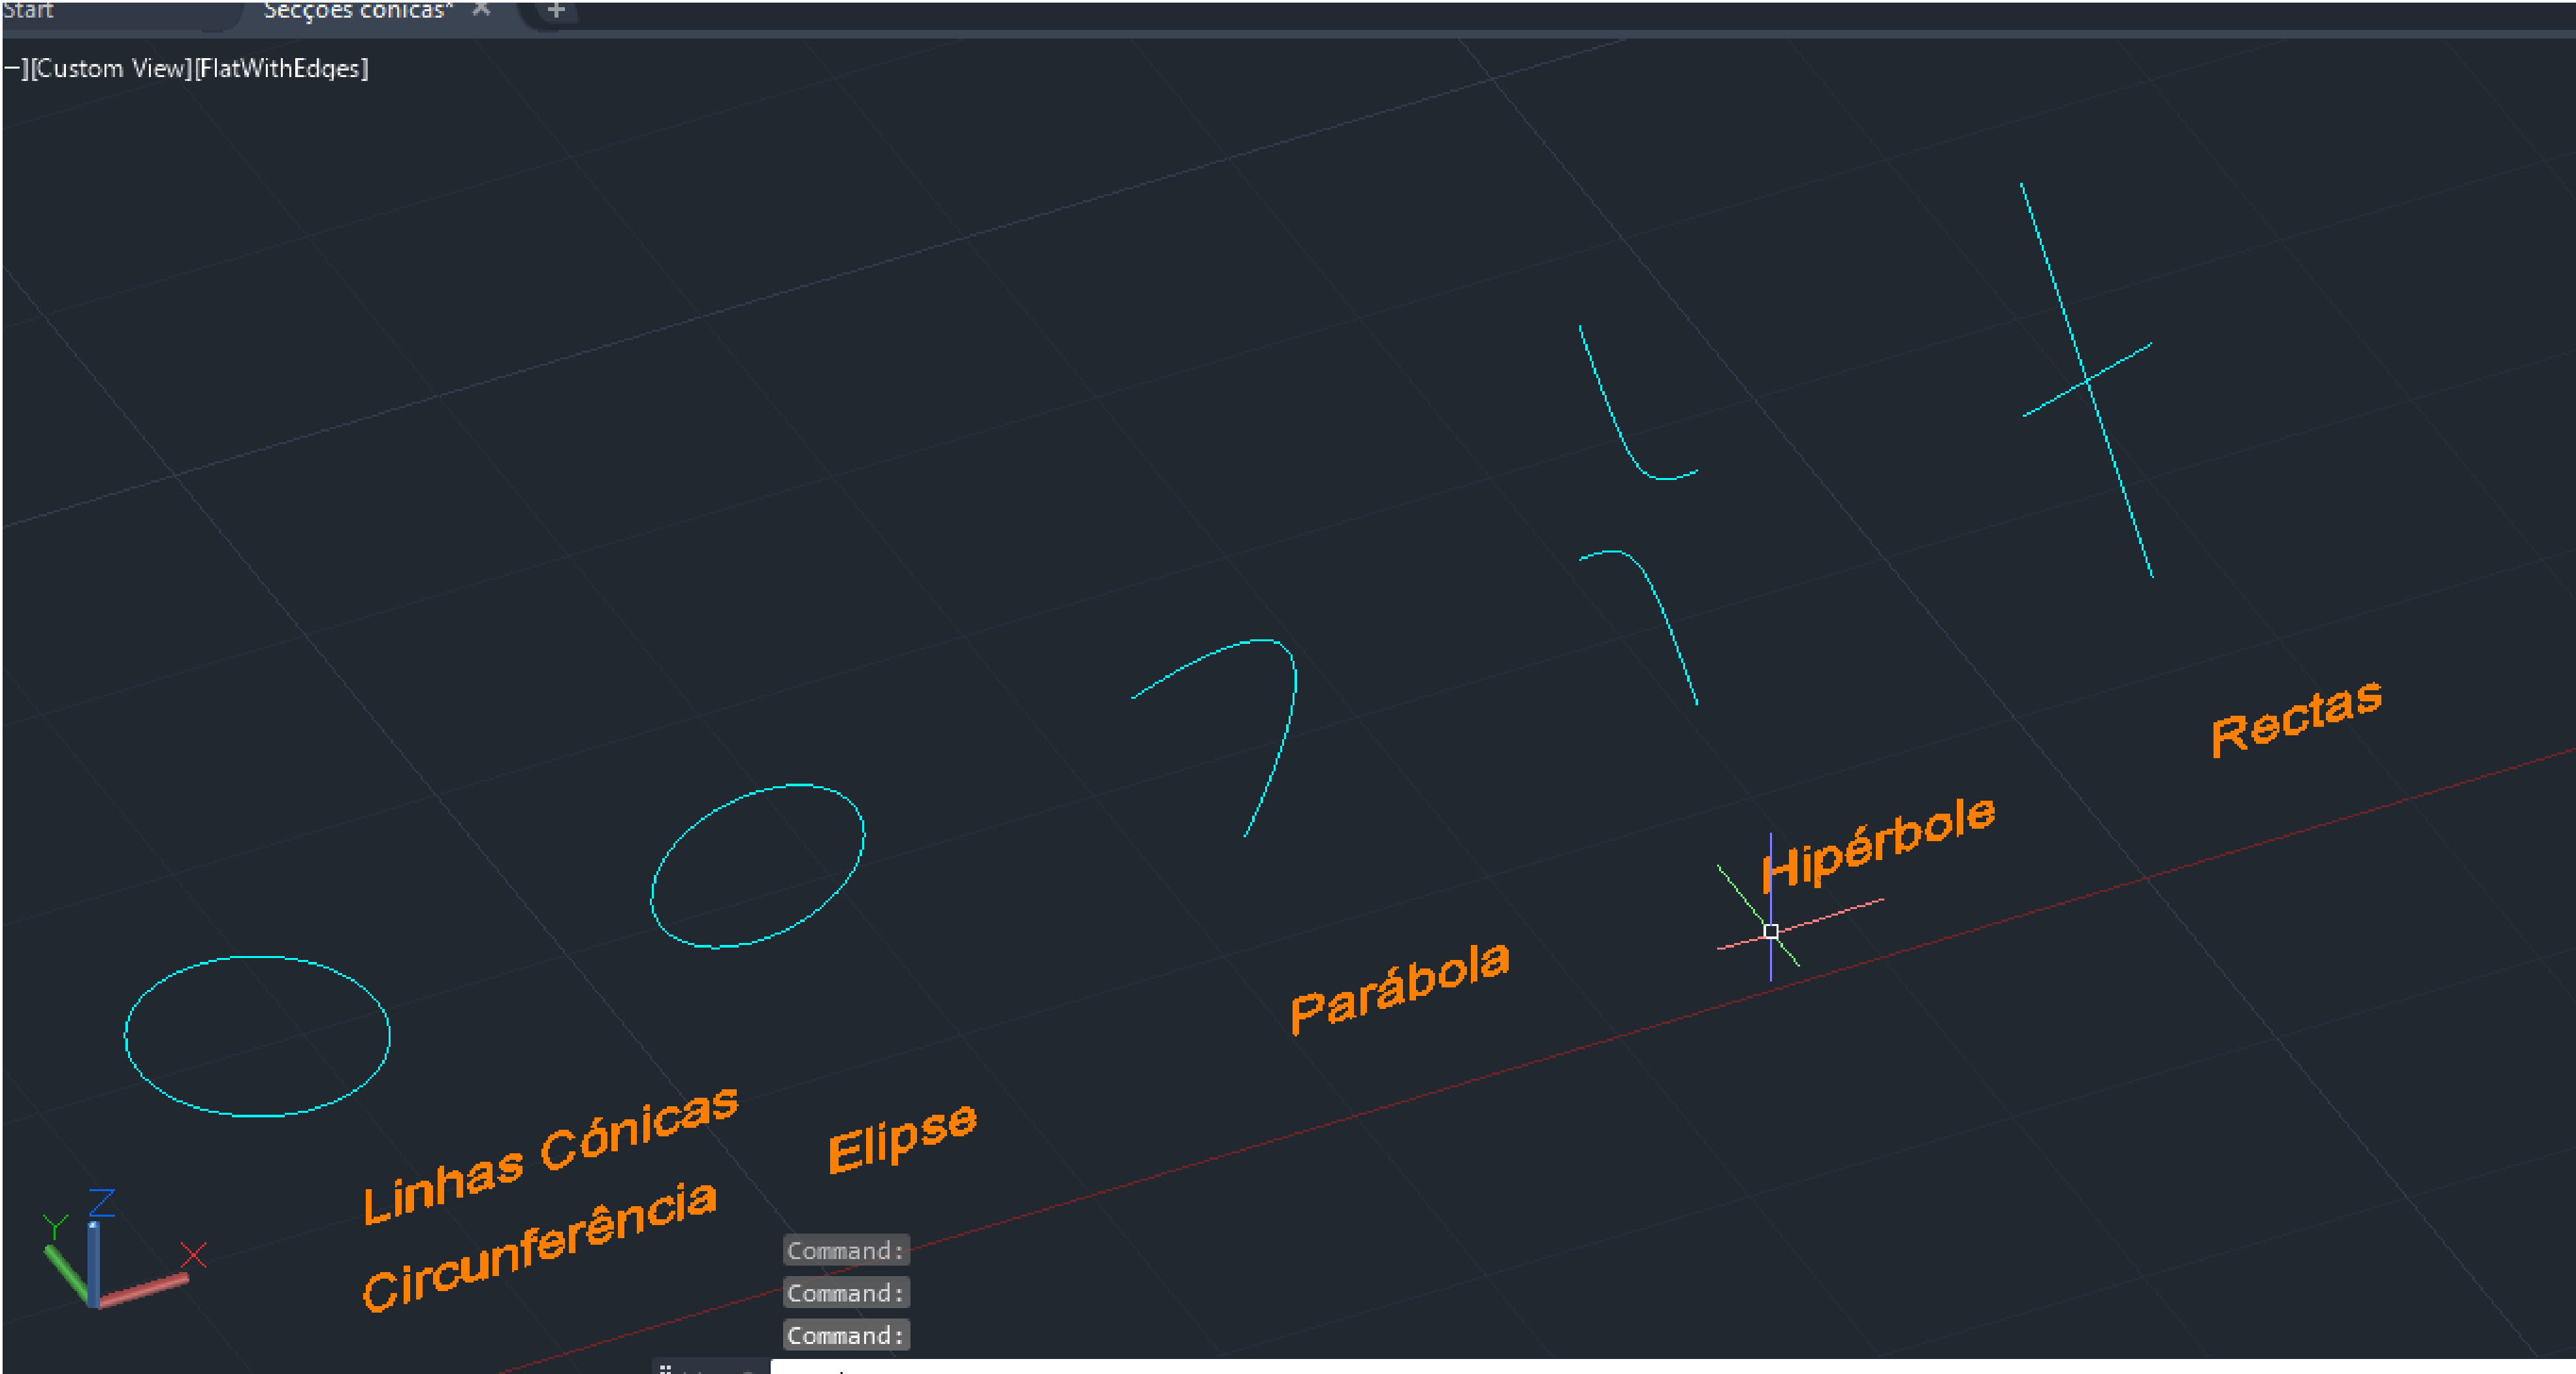 Start
Secções cónicas*
−][Custom View][FlatWithEdges]
Rectas
Hipérbole
Parábola
Elipse
Linhas Cónicas
Circunferência
Z
Y
X
Command:
Command:
Command: